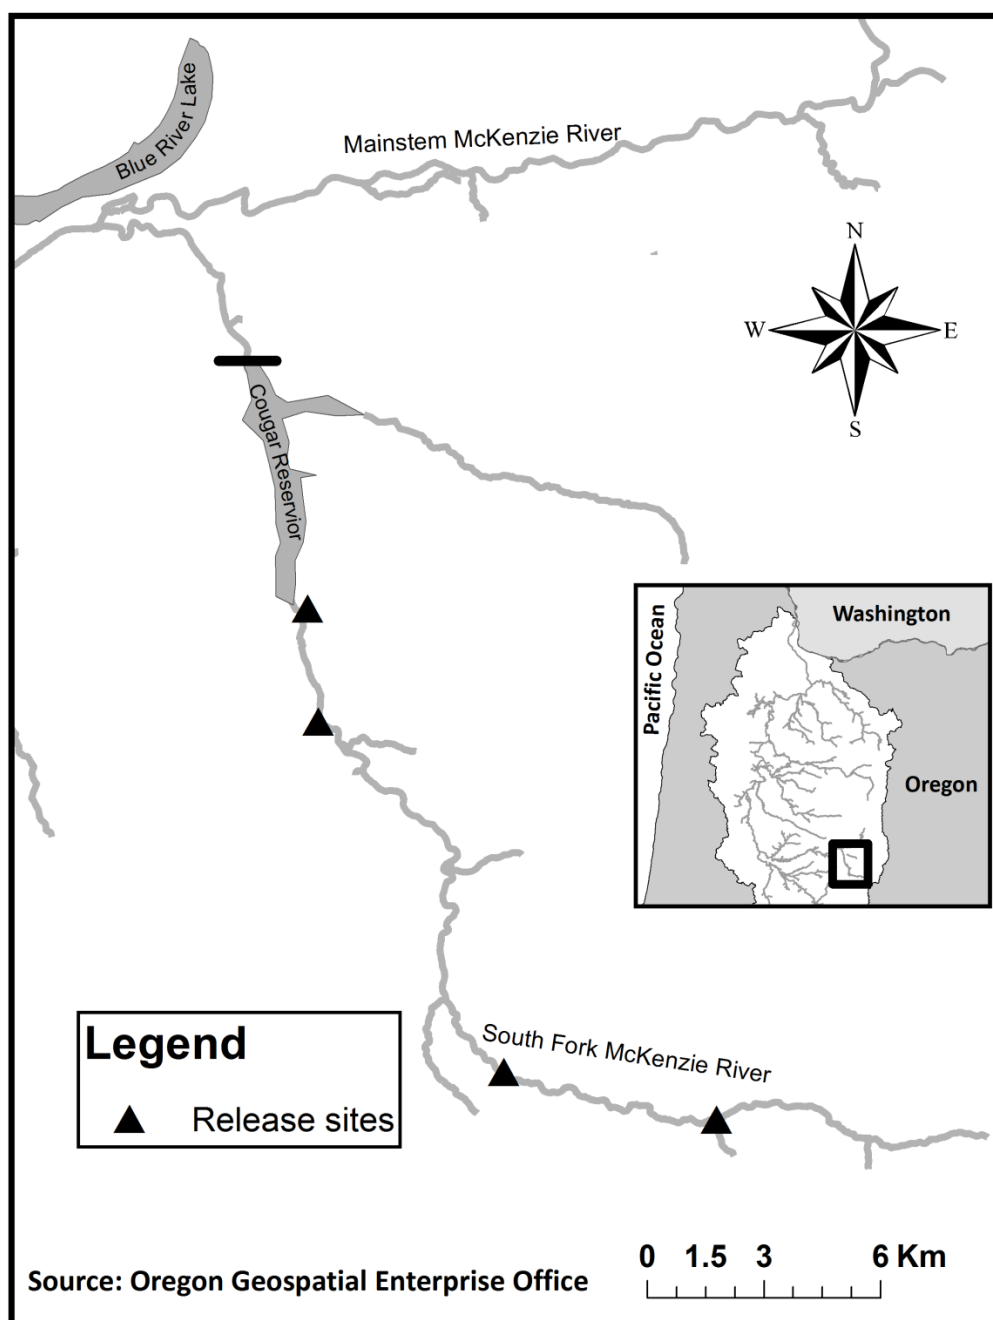 Blue River Lake
Mainstem McKenzie River
N
W
E
S
Cougar Reservior
Pacific Ocean
Washington
Oregon
South Fork McKenzie River
Legend
Release sites
0 1.5 3 6 Km
Source: Oregon Geospatial Enterprise Office